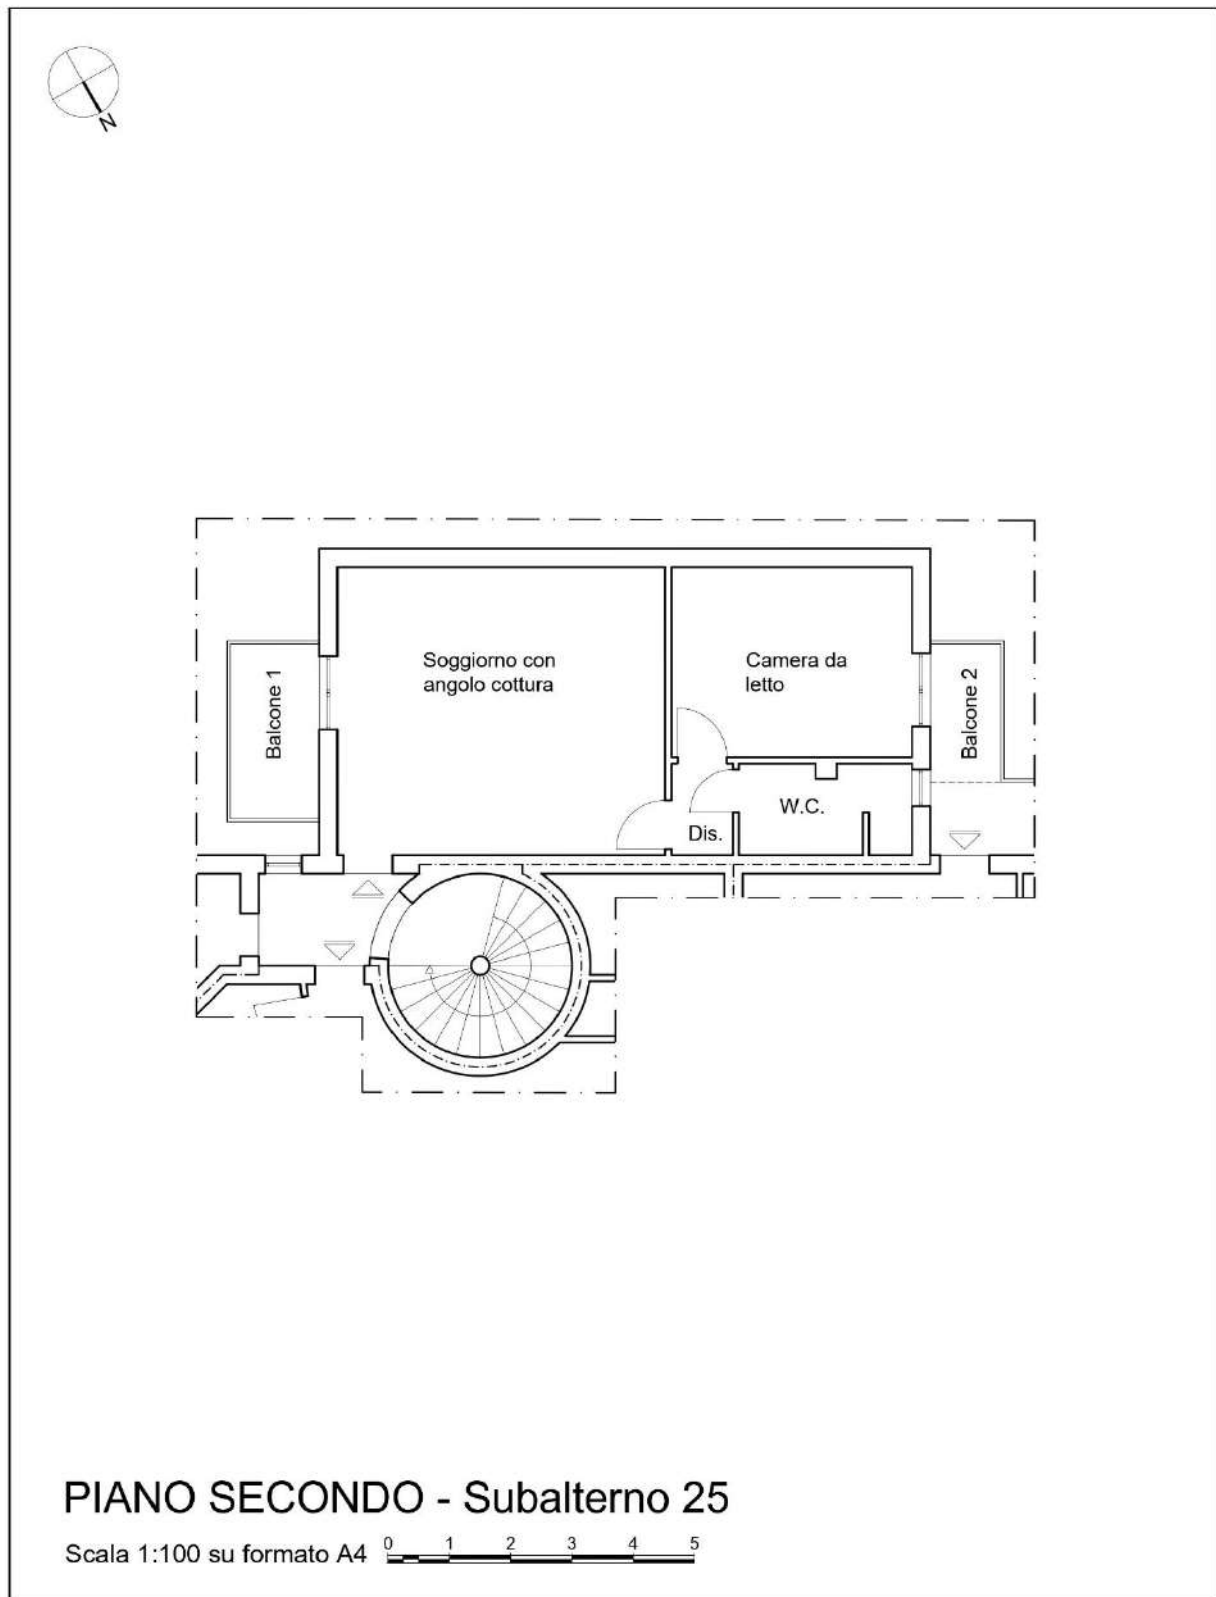 N
Soggiorno con
angolo cottura
Camera da
letto
Balcone 1
Balcone 2
W.C.
Dis.
PIANO SECONDO - Subalterno 25
Scala 1:100 su formato A4
0 1 2 3 4 5